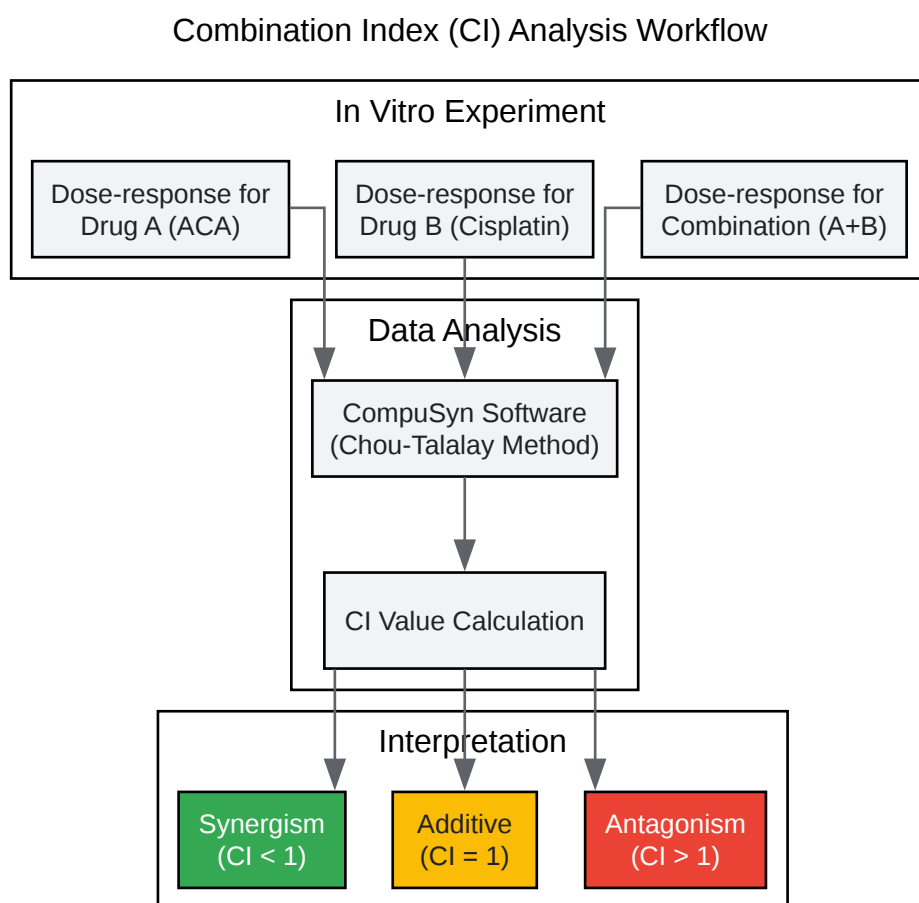 Combination Index (CI) Analysis Workflow
In Vitro Experiment
Dose-response for
Drug A (ACA)
Dose-response for
Drug B (Cisplatin)
Dose-response for
Combination (A+B)
Data Analysis
CompuSyn Software
(Chou-Talalay Method)
CI Value Calculation
Interpretation
Synergism
(CI < 1)
Additive
(CI = 1)
Antagonism
(CI > 1)